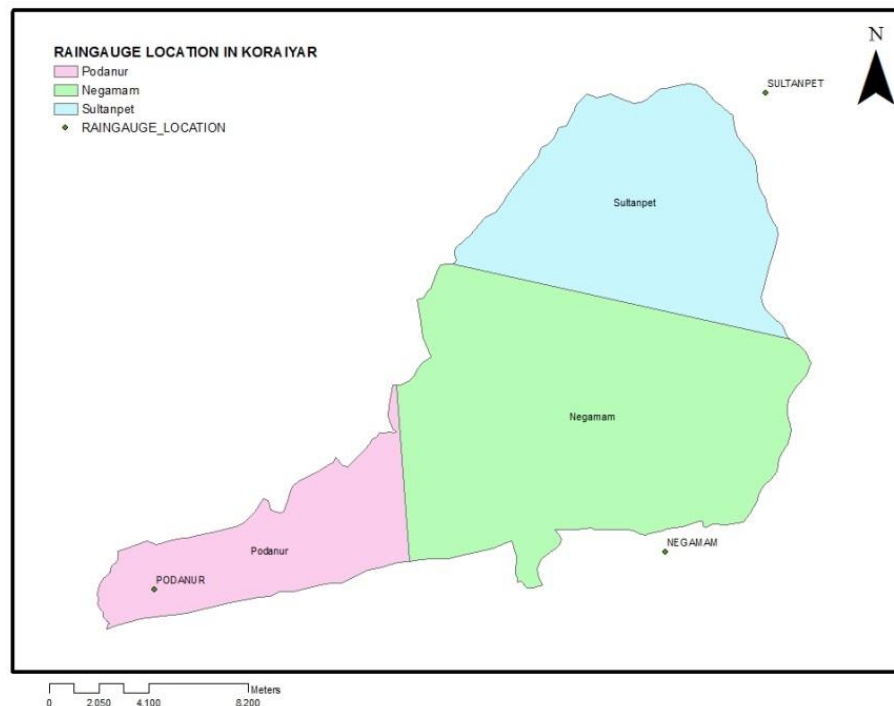 N
RAINGAUGE LOCATION IN KORAIYAR
Podanur
Negamam
Sultanpet
RAINGAUGE_LOCATION
SULTANPET
Sultanpet
Negamam
NEGAMAM
Podanur
PODANUR
Meters
0 2,050 4,100 8,200